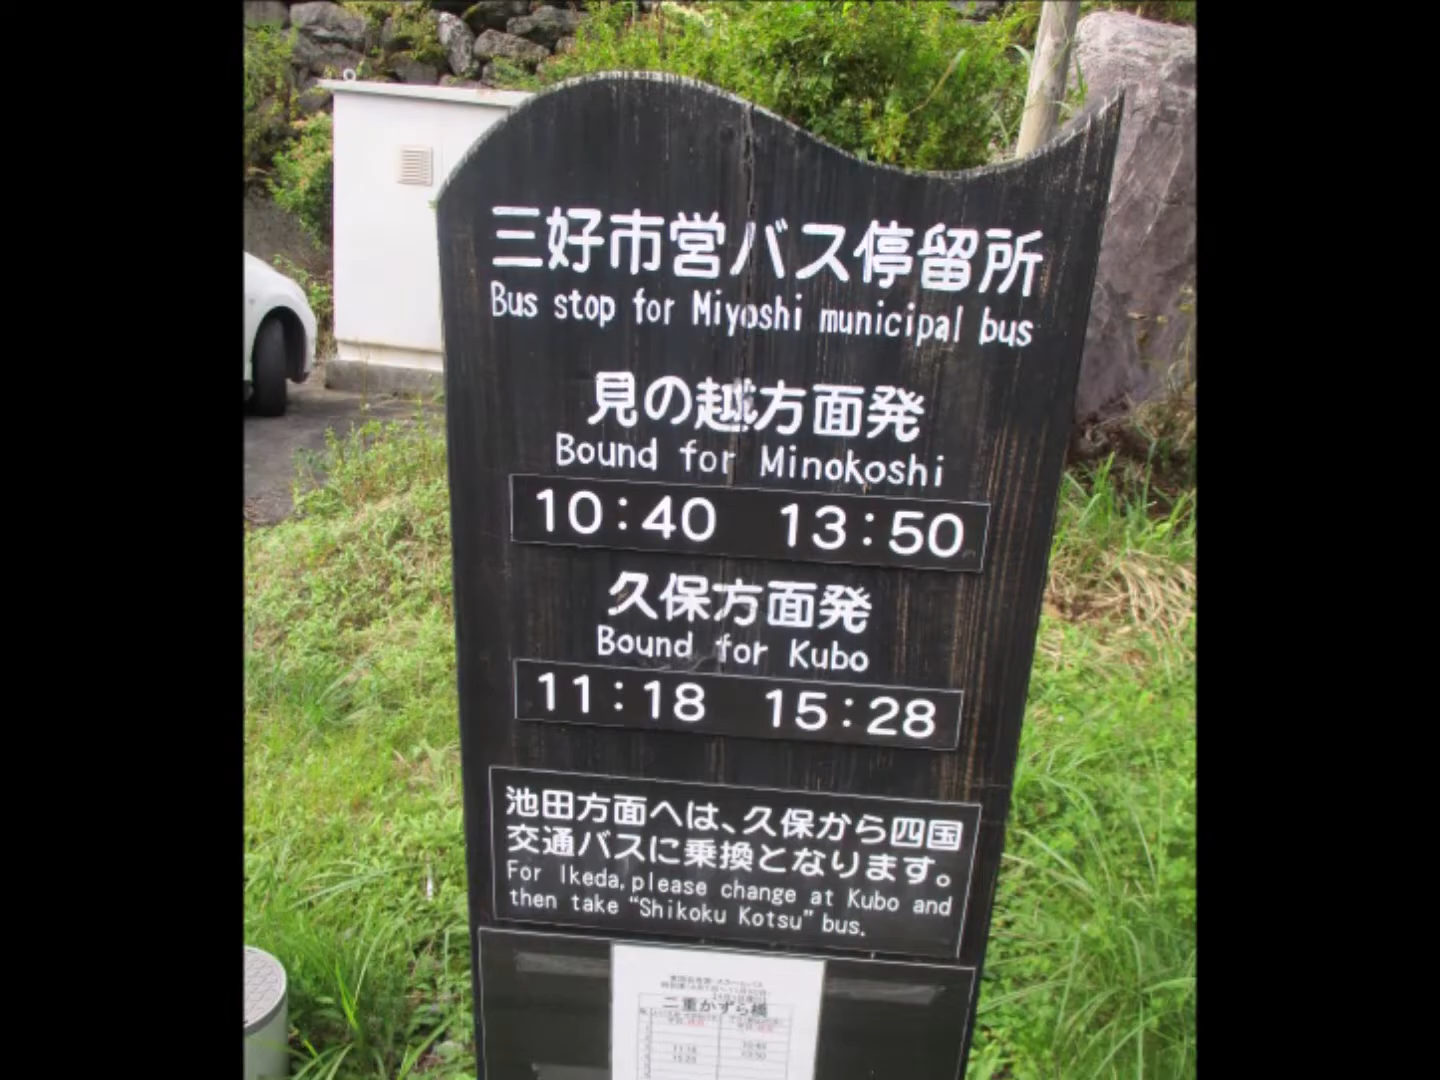 三好市営バス停留所
Bus stop for Miyoshi municipal bus
見の越方面発
Bound for Minokoshi
10:40 13:50
久保方面発
Bound for Kubo
11:18 15:28
池田方面へは、久保から四国
交通バスに乗換となります。
For Ikeda, please change at Kubo and
then take "Shikoku Kotsu" bus.
二重かずら橋